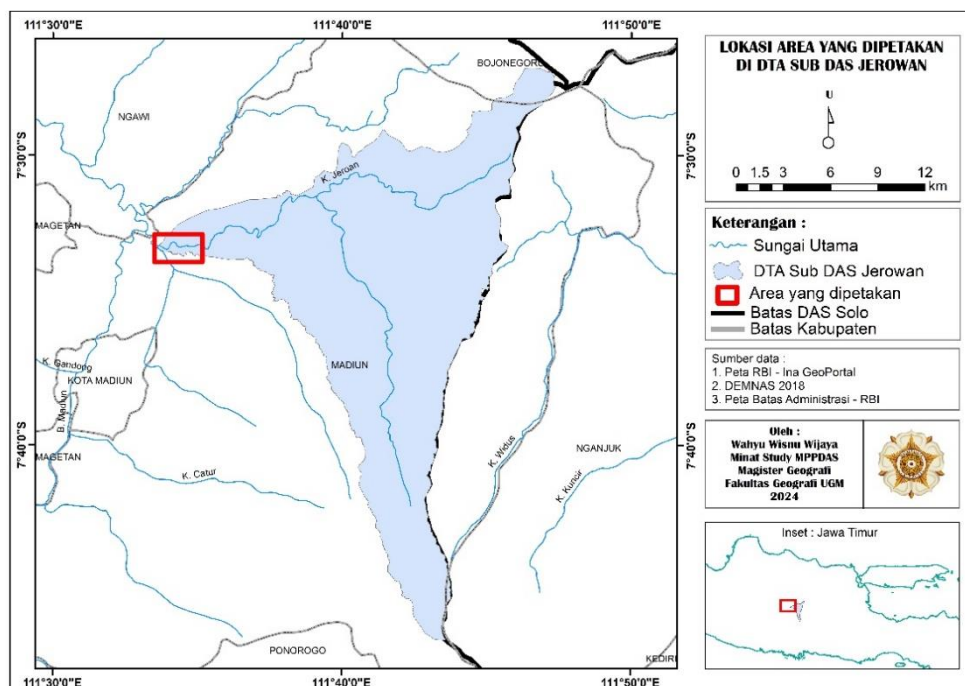 111°30'0"E
111°40'0"E
111°50'0"E
BOJONEGORO
NGAWI
7°30'0"S
7°30'0"S
K. Jeroan
MAGETAN
MADIUN
K. Gandong
KOTA MADIUN
B. Madiun
7°40'0"S
7°40'0"S
MAGETAN
K. Catur
K. Widus
NGANJUK
K. Kuncir
PONOROGO
KEDIRI
111°30'0"E
111°40'0"E
111°50'0"E
LOKASI AREA YANG DIPETAKAN
DI DTA SUB DAS JEROWAN
U
0 1.5 3 6 9 12
km
Keterangan :
Sungai Utama
DTA Sub DAS Jerowan
Area yang dipetakan
Batas DAS Solo
Batas Kabupaten
Sumber data :
1. Peta RBI - Ina GeoPortal
2. DEMNAS 2018
3. Peta Batas Administrasi - RBI
Oleh :
Wahyu Wisnu Wijaya
Minat Study MPPDAS
Magister Geografi
Fakultas Geografi UGM
2024
Inset : Jawa Timur